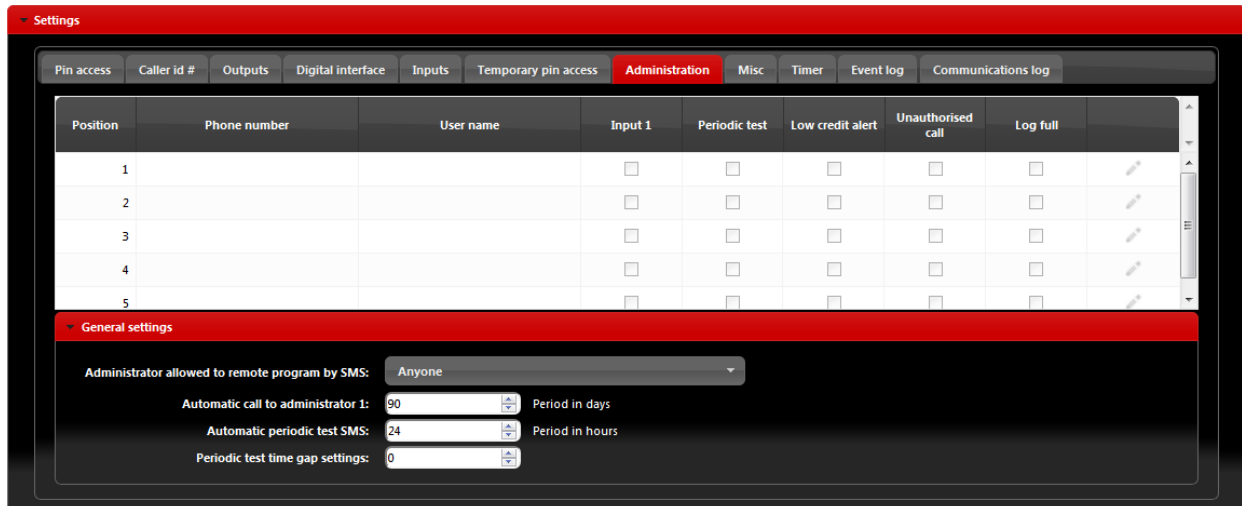 Settings
Pin access Caller id # Outputs Digital interface Inputs Temporary pin access Administration Misc Timer Event log Communications log
Position Phone number User name Input 1 Periodic test Low credit alert Unauthorised call Log full
1
2
3
4
5
General settings
Administrator allowed to remote program by SMS: Anyone
Automatic call to administrator 1: 90 Period in days
Automatic periodic test SMS: 24 Period in hours
Periodic test time gap settings: 0